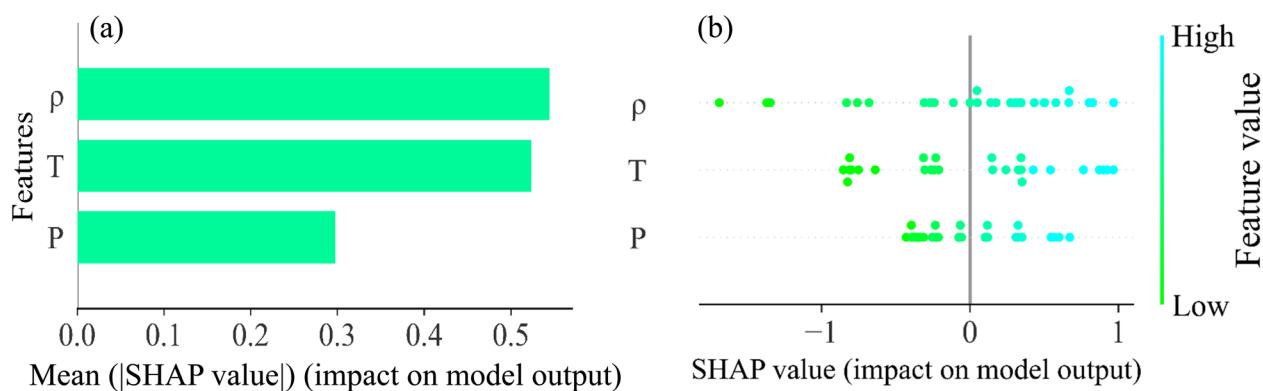 (a)
Features
ρ
T
P
0.0 0.1 0.2 0.3 0.4 0.5
Mean (|SHAP value|) (impact on model output)
(b)
ρ
T
P
−1 0 1
SHAP value (impact on model output)
High
Feature value
Low